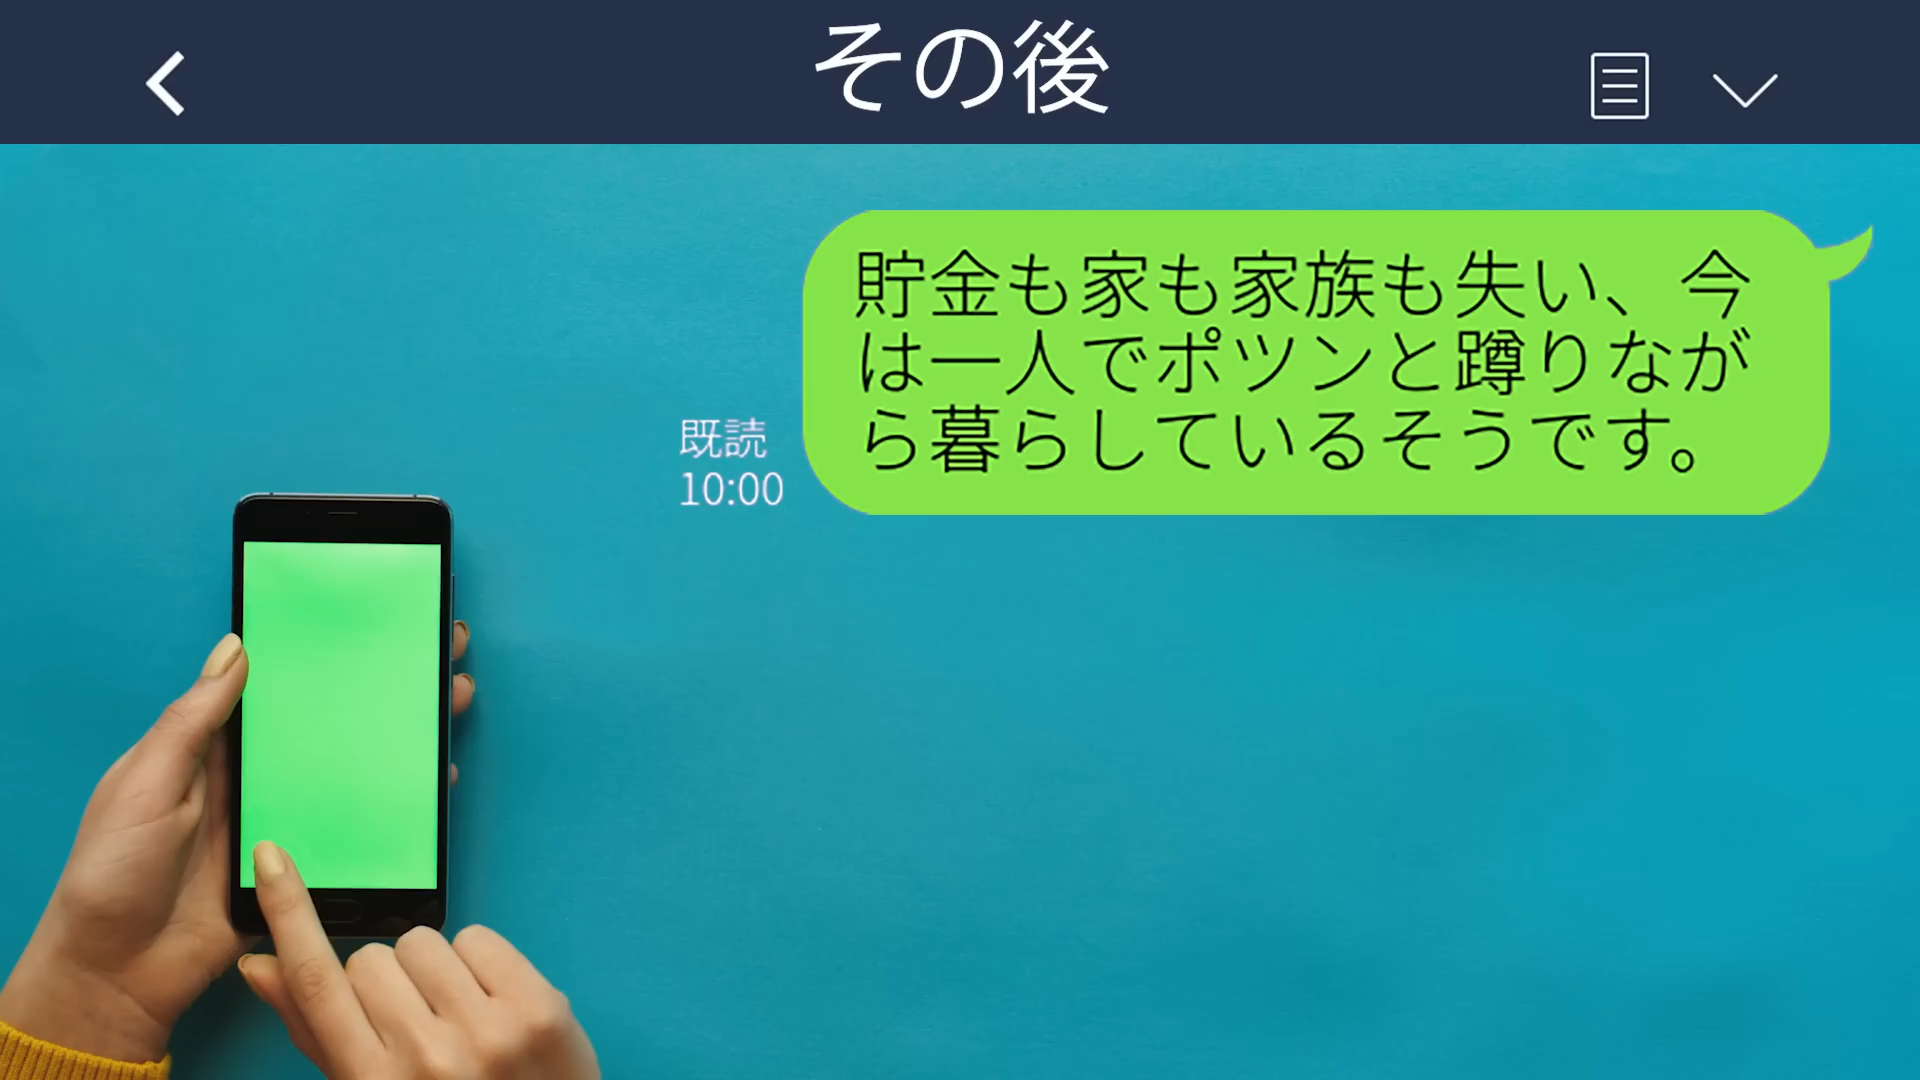 その後
貯金も家も家族も失い、今
は一人でポツンと蹲りなが
ら暮らしているそうです。
既読
10:00